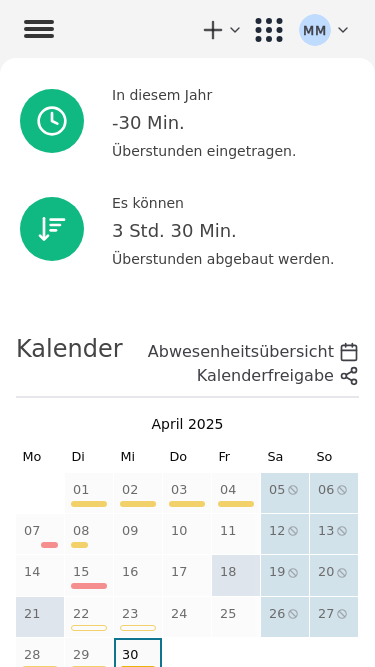 MM
In diesem Jahr
-30 Min.
Überstunden eingetragen.
Es können
3 Std. 30 Min.
Überstunden abgebaut werden.
Kalender
Abwesenheitsübersicht
Kalenderfreigabe
April 2025
Mo Di Mi Do Fr Sa So
01 02 03 04 05 06
07 08 09 10 11 12 13
14 15 16 17 18 19 20
21 22 23 24 25 26 27
28 29 30